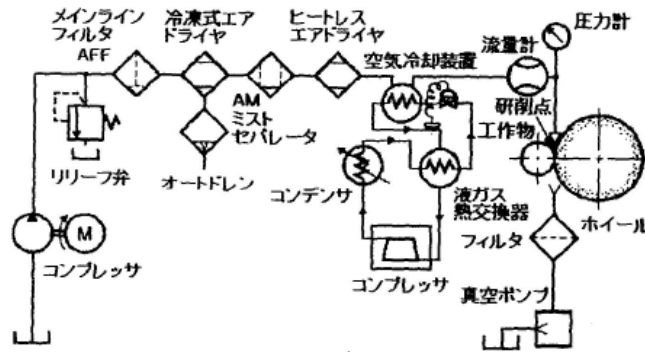 メインライン
フィルタ
AFF
冷凍式エア
ドライヤ
ヒートレス
エアドライヤ
空気冷却装置
流量計
圧力計
AM
ミスト
セパレータ
オートドレン
リリーフ弁
M
コンプレッサ
コンデンサ
研削点
工作物
液ガス
熱交換器
コンプレッサ
ホイール
フィルタ
真空ポンプ